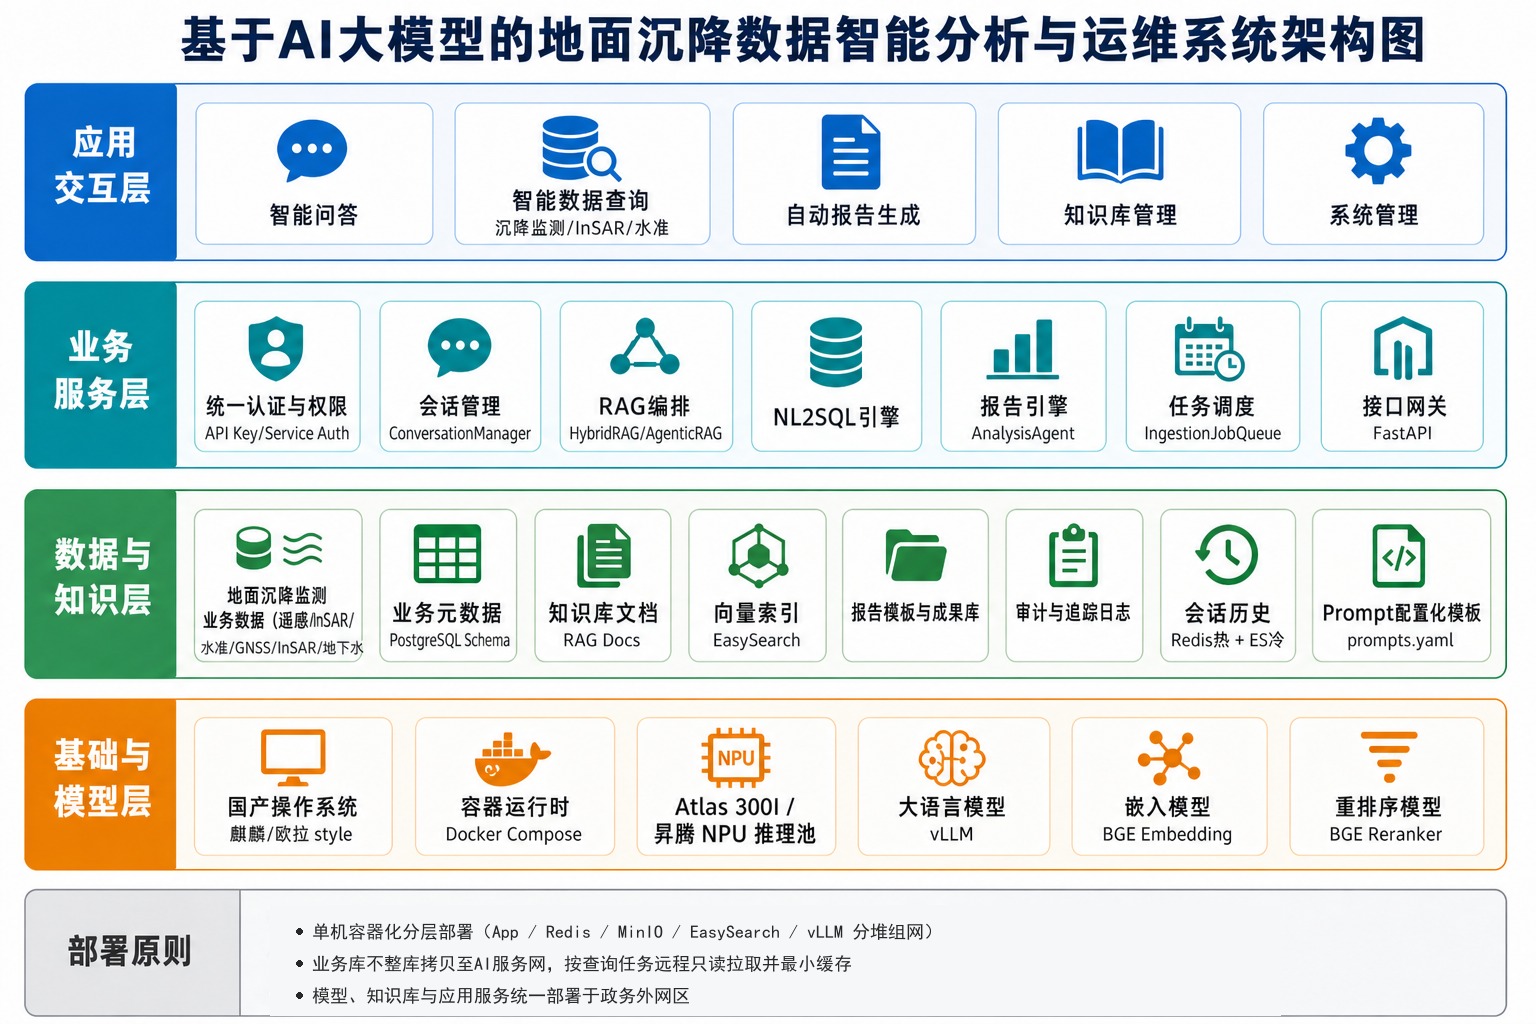 基于AI大模型的地面沉降数据智能分析与运维系统架构图
应用
交互层
智能问答
智能数据查询
沉降监测/InSAR/水准
自动报告生成
知识库管理
系统管理
业务
服务层
统一认证与权限
API Key/Service Auth
会话管理
ConversationManager
RAG编排
HybridRAG/AgenticRAG
NL2SQL引擎
报告引擎
AnalysisAgent
任务调度
IngestionJobQueue
接口网关
FastAPI
数据与
知识层
地面沉降监测
业务数据（遥感/InSAR/
水准/GNSS/InSAR/地下水
业务元数据
PostgreSQL Schema
知识库文档
RAG Docs
向量索引
EasySearch
报告模板与成果库
审计与追踪日志
会话历史
Redis热 + ES冷
</>
Prompt配置化模板
prompts.yaml
基础与
模型层
国产操作系统
麒麟/欧拉 style
容器运行时
Docker Compose
NPU
Atlas 300I /
昇腾 NPU 推理池
大语言模型
vLLM
嵌入模型
BGE Embedding
重排序模型
BGE Reranker
部署原则
• 单机容器化分层部署（App / Redis / MinIO / EasySearch / vLLM 分堆组网）
• 业务库不整库拷贝至AI服务网，按查询任务远程只读拉取并最小缓存
• 模型、知识库与应用服务统一部署于政务外网区